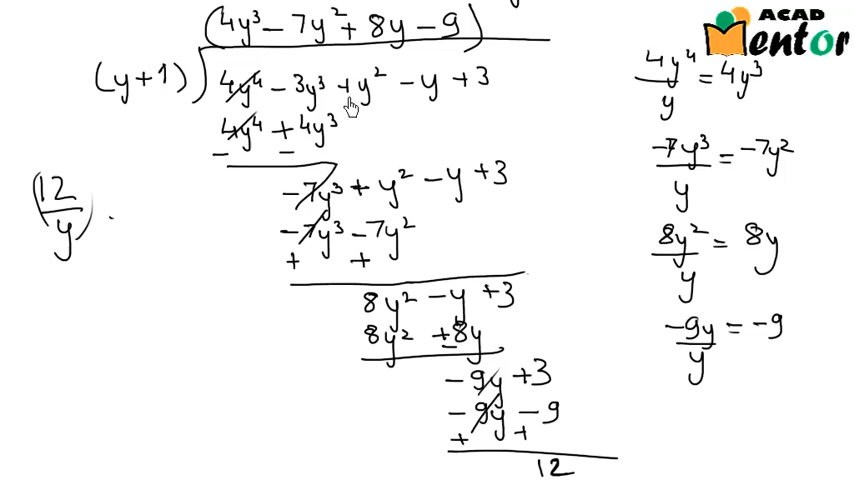 (4y³ - 7y² + 8y - 9)
ACAD
Mentor
(y+1) 4y⁴ - 3y³ + y² - y + 3
4y⁴ + 4y³
- -
-7y³ + y² - y + 3
-7y³ - 7y²
+ +
8y² - y + 3
8y² + 8y
-
-9y + 3
-9y - 9
+ +
12
(12/y) .
4y⁴/y = 4y³
-7y³/y = -7y²
8y²/y = 8y
-9y/y = -9